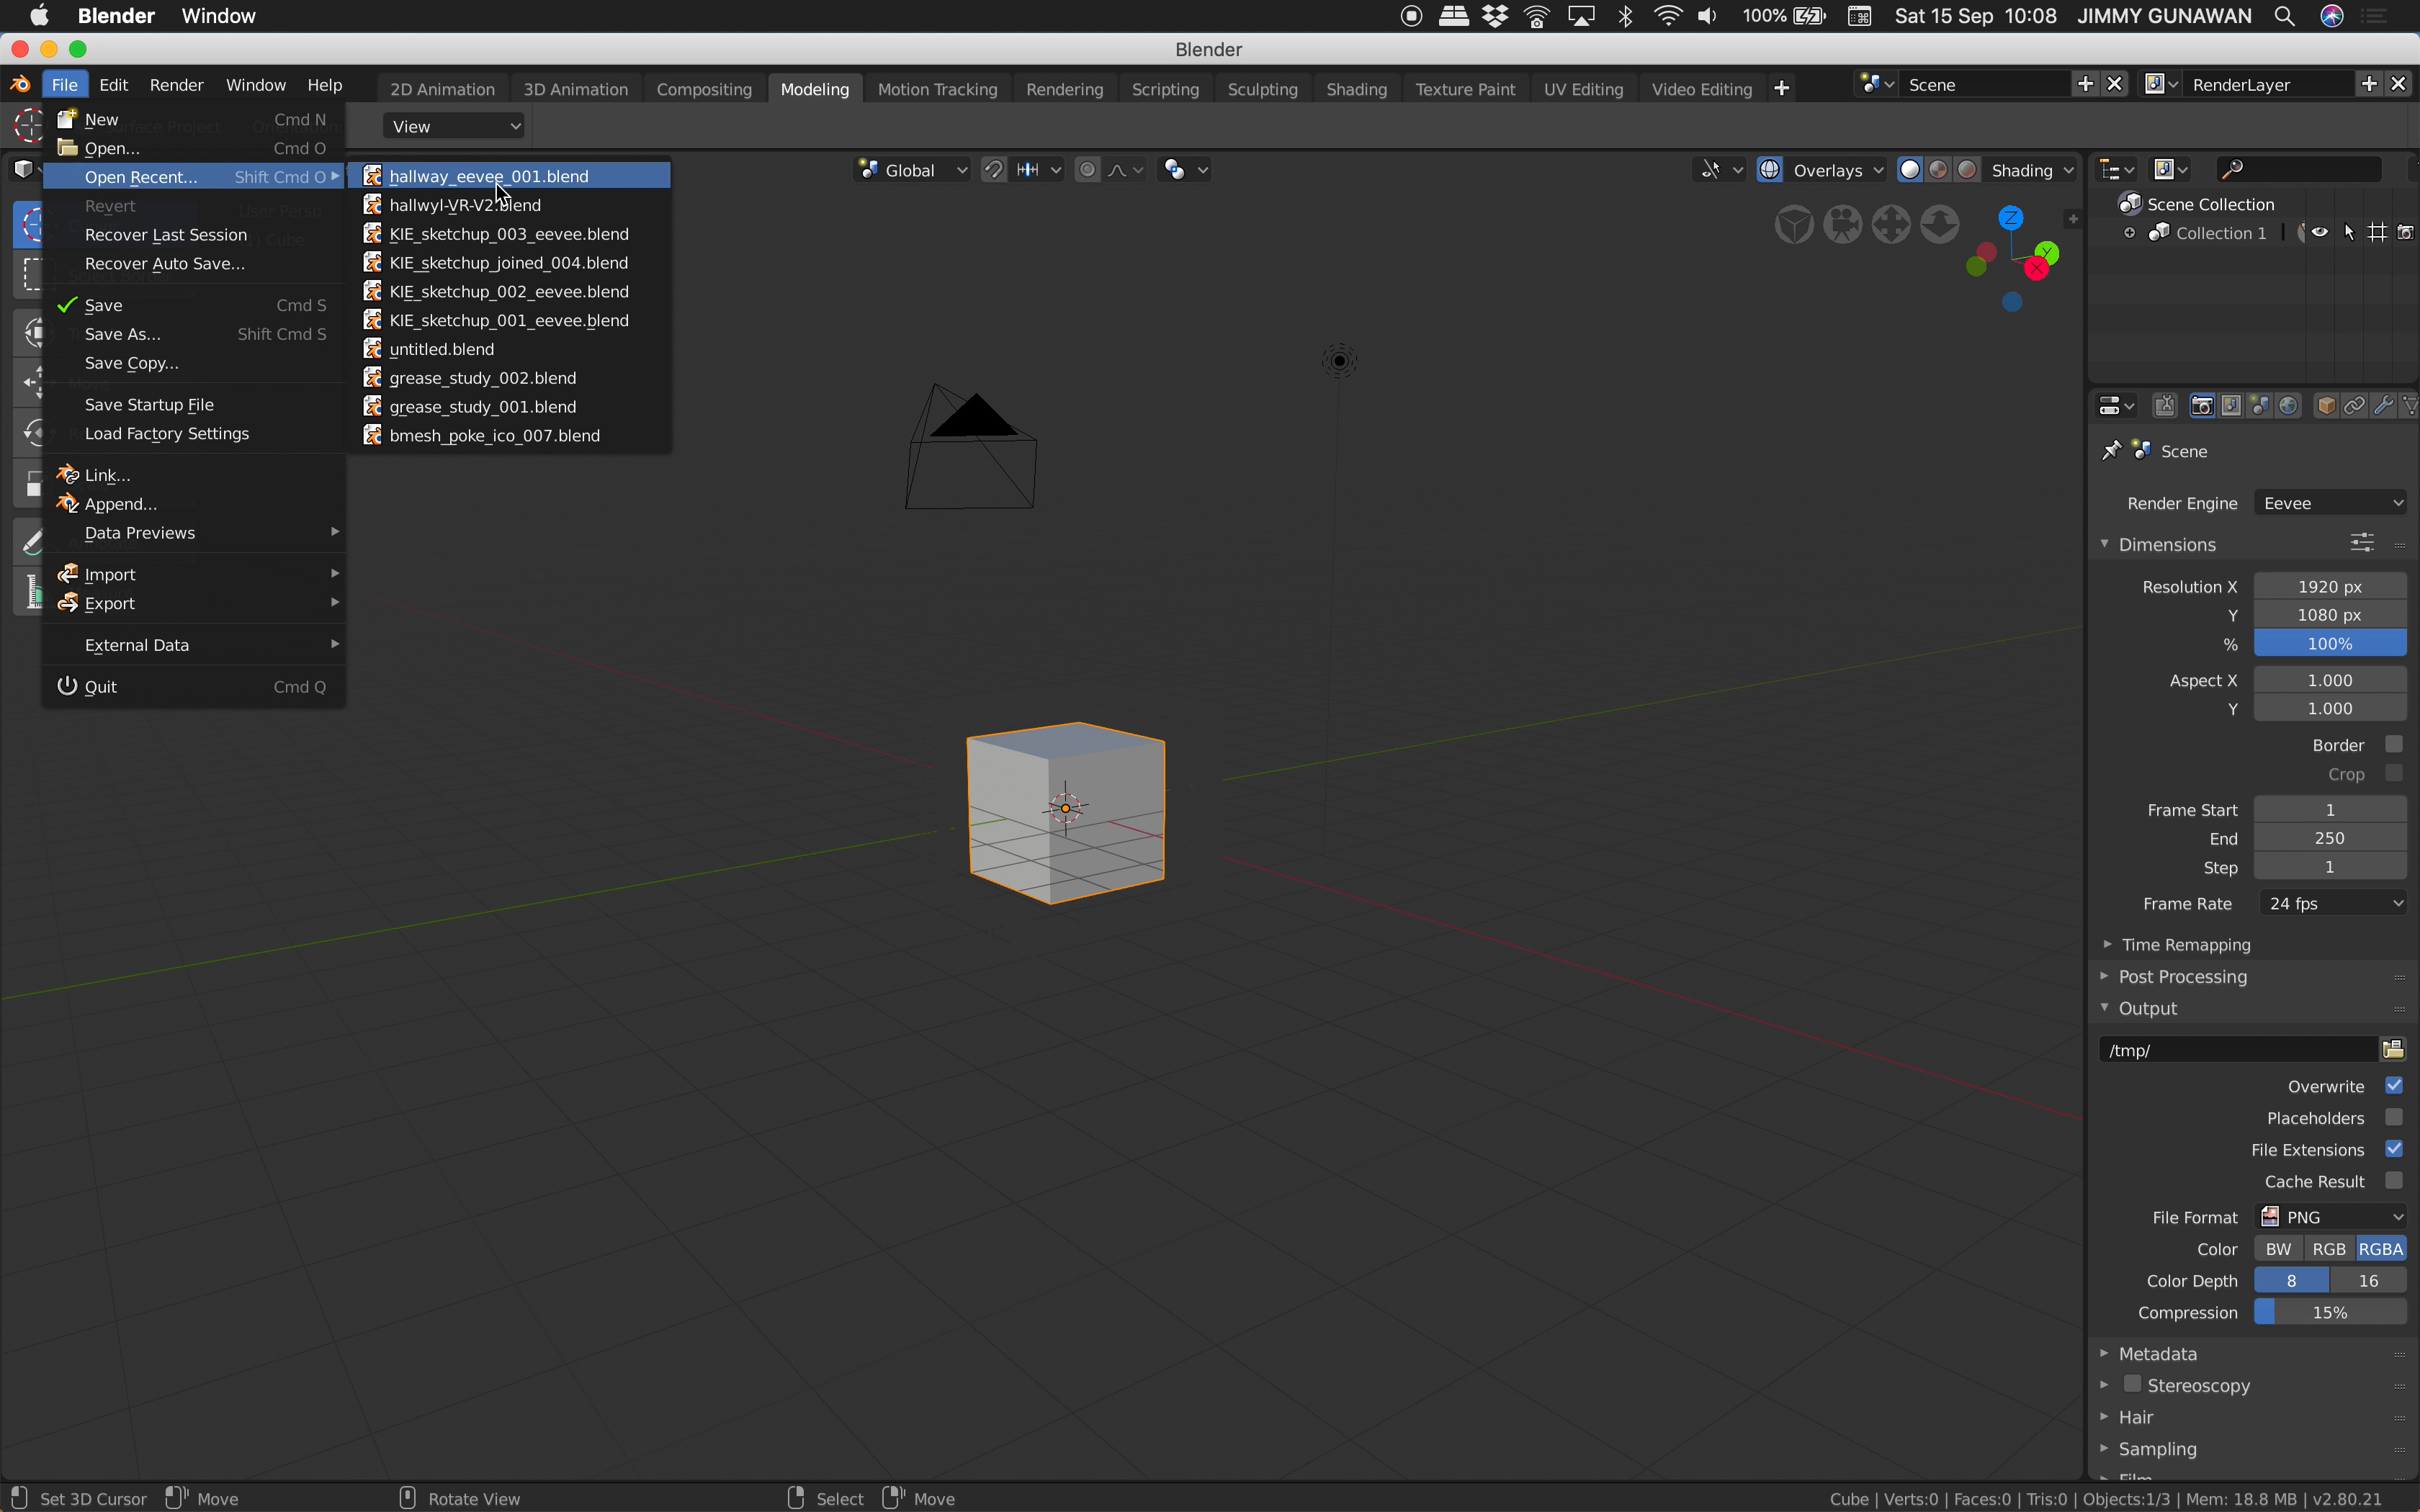 Blender Window 100% Sat 15 Sep 10:08 JIMMY GUNAWAN
Blender
File Edit Render Window Help 2D Animation 3D Animation Compositing Modeling Motion Tracking Rendering Scripting Sculpting Shading Texture Paint UV Editing Video Editing Scene RenderLayer
View
Global Overlays Shading
New Cmd N
Open... Cmd O
Open Recent... Shift Cmd O
Revert
Recover Last Session
Recover Auto Save...
Save Cmd S
Save As... Shift Cmd S
Save Copy...
Save Startup File
Load Factory Settings
Link...
Append...
Data Previews
Import
Export
External Data
Quit Cmd Q
hallway_eevee_001.blend
hallwyl-VR-V2.blend
KIE_sketchup_003_eevee.blend
KIE_sketchup_joined_004.blend
KIE_sketchup_002_eevee.blend
KIE_sketchup_001_eevee.blend
untitled.blend
grease_study_002.blend
grease_study_001.blend
bmesh_poke_ico_007.blend
Z
Y
X
Scene Collection
Collection 1
Scene
Render Engine Eevee
Dimensions
Resolution X 1920 px
Y 1080 px
% 100%
Aspect X 1.000
Y 1.000
Border
Crop
Frame Start 1
End 250
Step 1
Frame Rate 24 fps
Time Remapping
Post Processing
Output
/tmp/
Overwrite
Placeholders
File Extensions
Cache Result
File Format PNG
Color BW RGB RGBA
Color Depth 8 16
Compression 15%
Metadata
Stereoscopy
Hair
Sampling
Film
Set 3D Cursor Move Rotate View Select Move Cube | Verts:0 | Faces:0 | Tris:0 | Objects:1/3 | Mem: 18.8 MB | v2.80.21